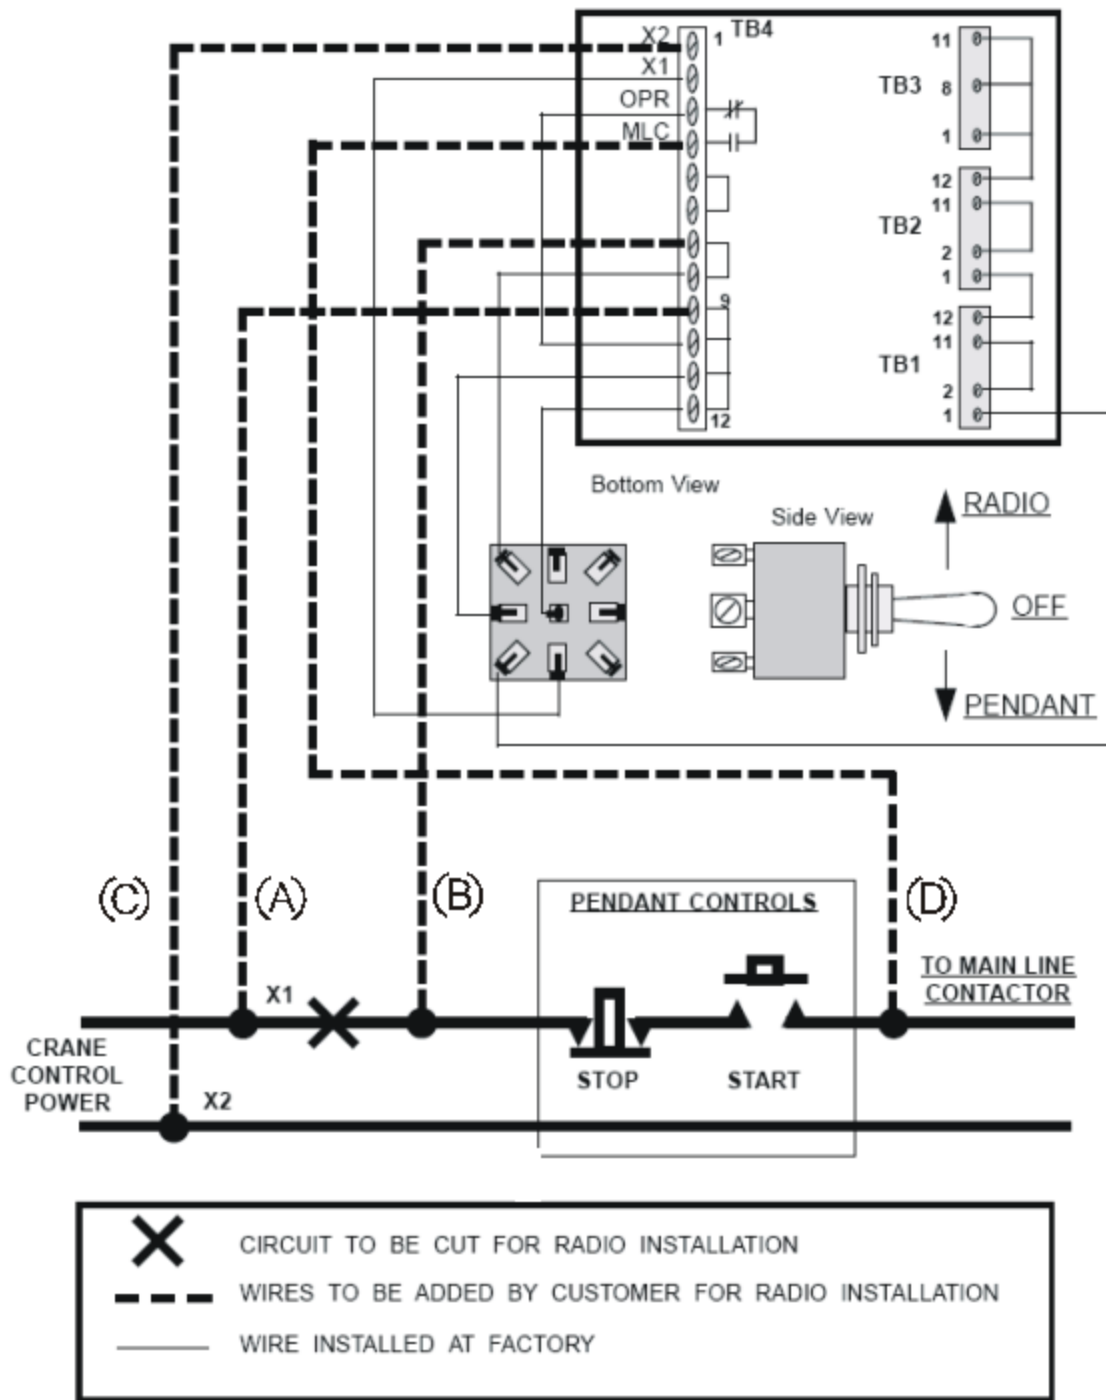 X2
1
TB4
X1
OPR
MLC
9
12
11
TB3
8
1
12
11
TB2
2
1
12
11
TB1
2
1
Bottom View
Side View
RADIO
OFF
PENDANT
(C)
(A)
(B)
(D)
PENDANT CONTROLS
TO MAIN LINE
CONTACTOR
X1
CRANE
CONTROL
POWER
STOP
START
X2
CIRCUIT TO BE CUT FOR RADIO INSTALLATION
WIRES TO BE ADDED BY CUSTOMER FOR RADIO INSTALLATION
WIRE INSTALLED AT FACTORY